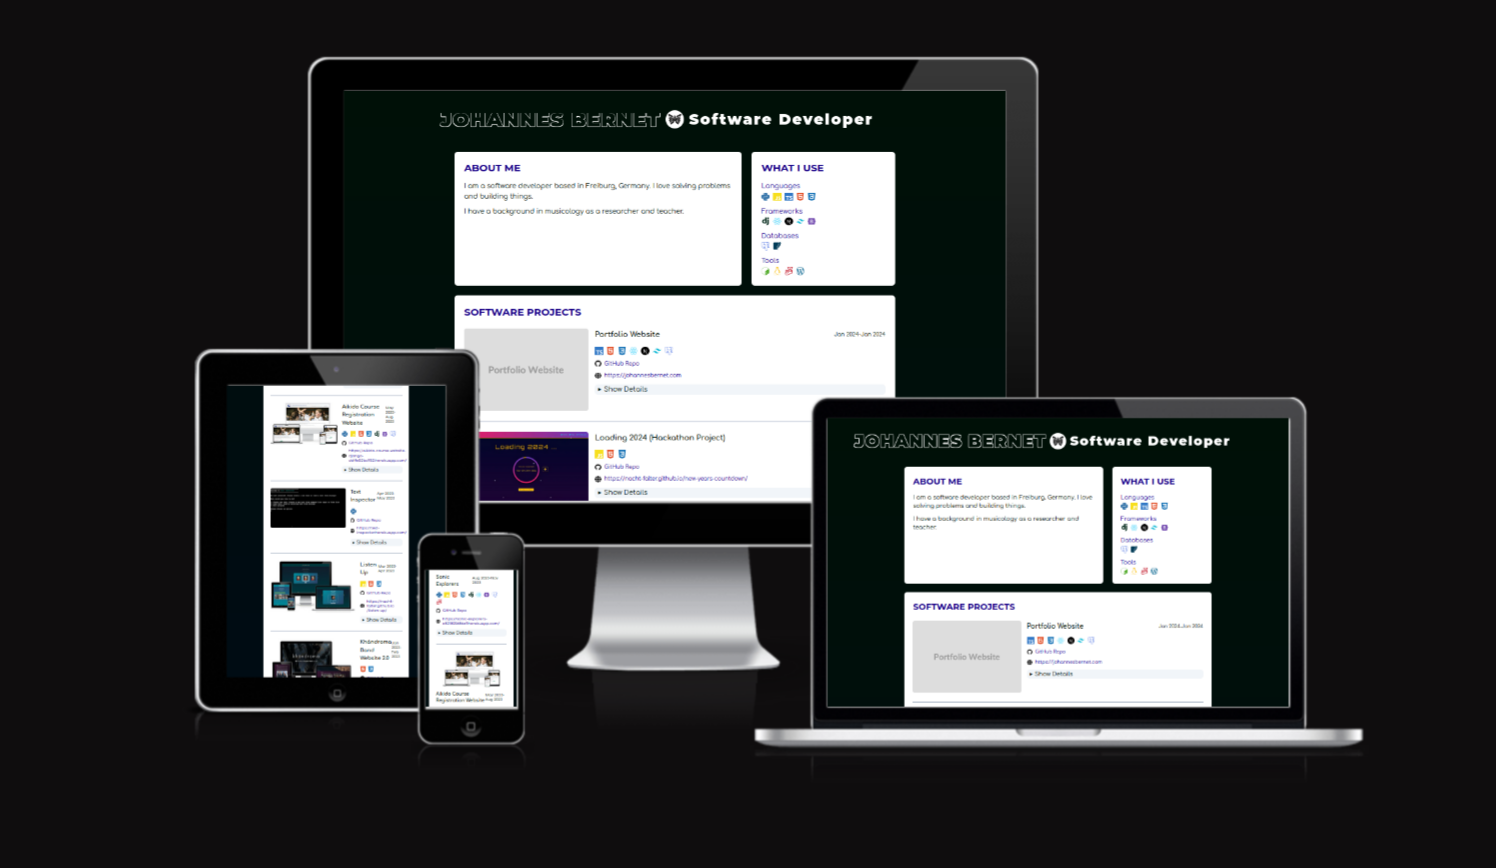 JOHANNES BERNET Software Developer
ABOUT ME
I am a software developer based in Freiburg, Germany. I love solving problems
and building things.
I have a background in musicology as a researcher and teacher.
WHAT I USE
Languages
Frameworks
Databases
Tools
SOFTWARE PROJECTS
Portfolio Website
Portfolio Website
Jan 2024-Jan 2024
GitHub Repo
https://johannesbernet.com
▸ Show Details
Loading 2024 ...
Loading 2024 (Hackathon Project)
GitHub Repo
https://nacht-falter.github.io/new-years-countdown/
▸ Show Details
Aikido Course
Registration
Website
GitHub Repo
▸ Show Details
Text
Inspector
GitHub Repo
▸ Show Details
Listen
Up
GitHub Repo
▸ Show Details
Khandroma
Band
Website 2.0
Sonic
Explorers
GitHub Repo
▸ Show Details
Aikido Course
Registration Website
JOHANNES BERNET Software Developer
ABOUT ME
I am a software developer based in Freiburg, Germany. I love
solving problems and building things.
I have a background in musicology as a researcher and
teacher.
WHAT I USE
Languages
Frameworks
Databases
Tools
SOFTWARE PROJECTS
Portfolio Website
Portfolio Website
Jan 2024-Jan 2024
GitHub Repo
https://johannesbernet.com
▸ Show Details